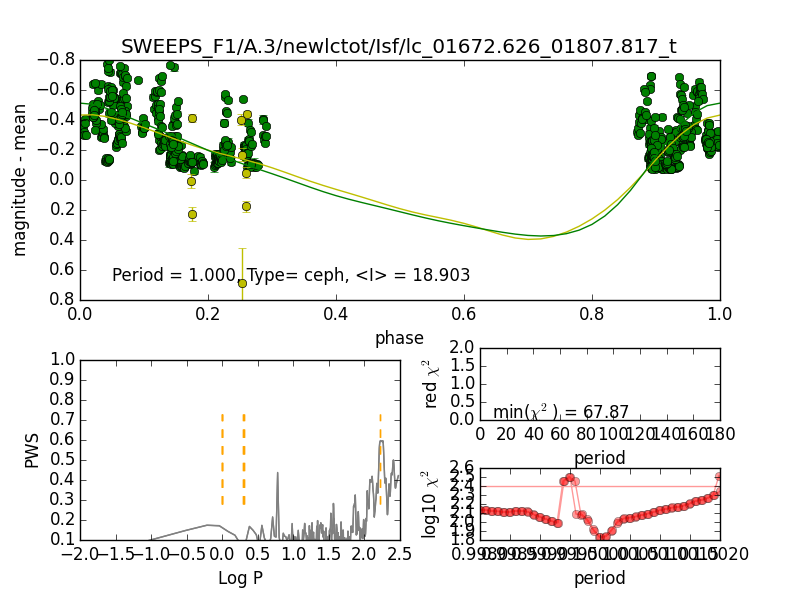 SWEEPS_F1/A.3/newlctot/Isf/lc_01672.626_01807.817_t
magnitude - mean
−0.8
−0.6
−0.4
−0.2
0.0
0.2
0.4
0.6
0.8
Period = 1.000, Type= ceph, <I> = 18.903
0.0 0.2 0.4 0.6 0.8 1.0
phase
PWS
1.0
0.9
0.8
0.7
0.6
0.5
0.4
0.3
0.2
0.1
−2.0 −1.5 −1.0 −0.5 0.0 0.5 1.0 1.5 2.0 2.5
Log P
red χ²
2.0
1.5
1.0
0.5
0.0
min(χ² ) = 67.87
0 20 40 60 80 100 120 140 160 180
period
log10 χ²
2.6
2.5
2.4
2.3
2.2
2.1
2.0
1.9
1.8
period